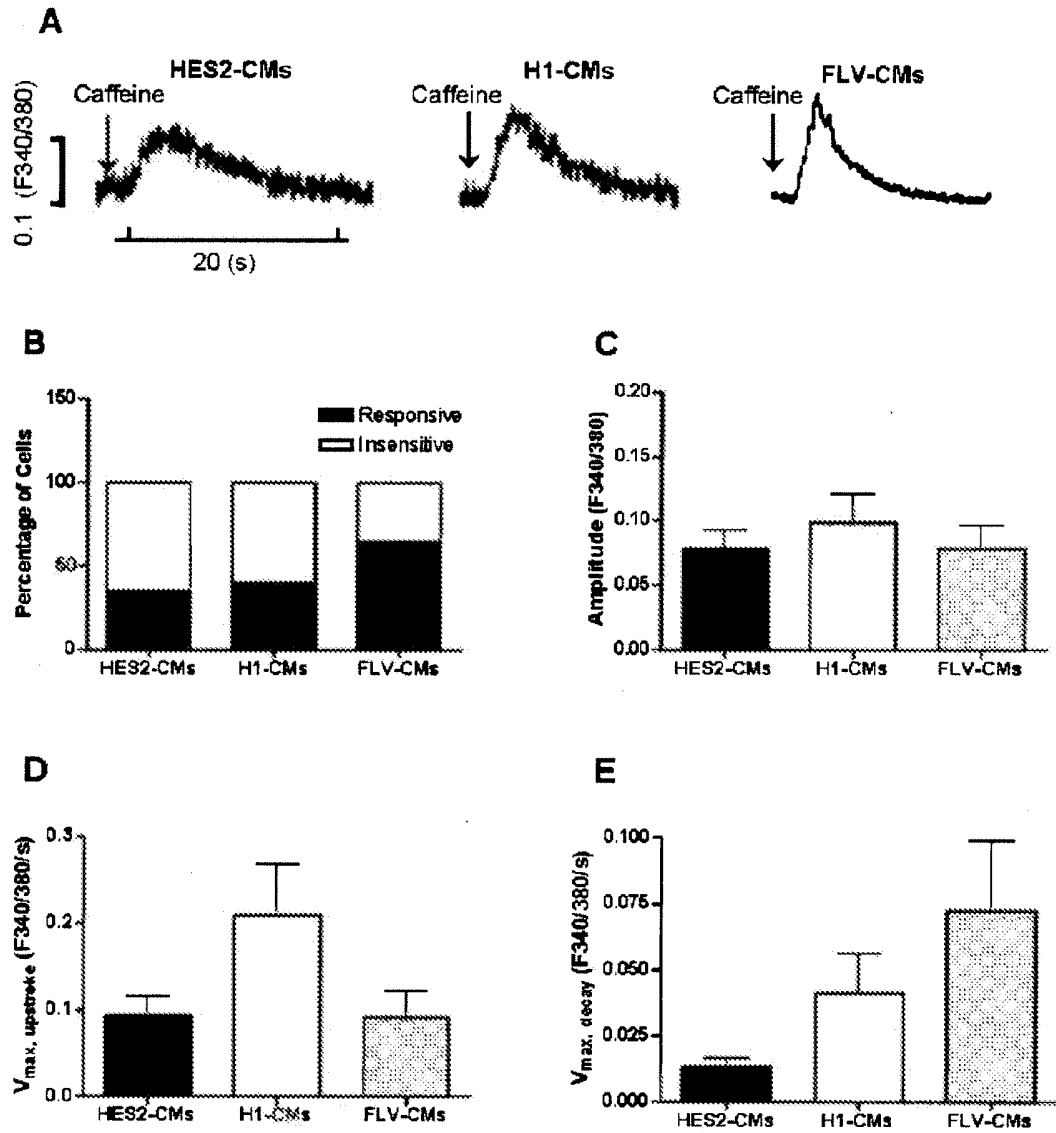 A
HES2-CMs
H1-CMs
FLV-CMs
Caffeine
Caffeine
Caffeine
0.1 (F340/380)
20 (s)
B
Percentage of Cells
150
100
50
0
Responsive
Insensitive
HES2-CMs
H1-CMs
FLV-CMs
C
Amplitude (F340/380)
0.20
0.15
0.10
0.05
0.00
HES2-CMs
H1-CMs
FLV-CMs
D
Vmax, upstroke (F340/380/s)
0.3
0.2
0.1
0.0
HES2-CMs
H1-CMs
FLV-CMs
E
Vmax, decay (F340/380/s)
0.100
0.075
0.050
0.025
0.000
HES2-CMs
H1-CMs
FLV-CMs